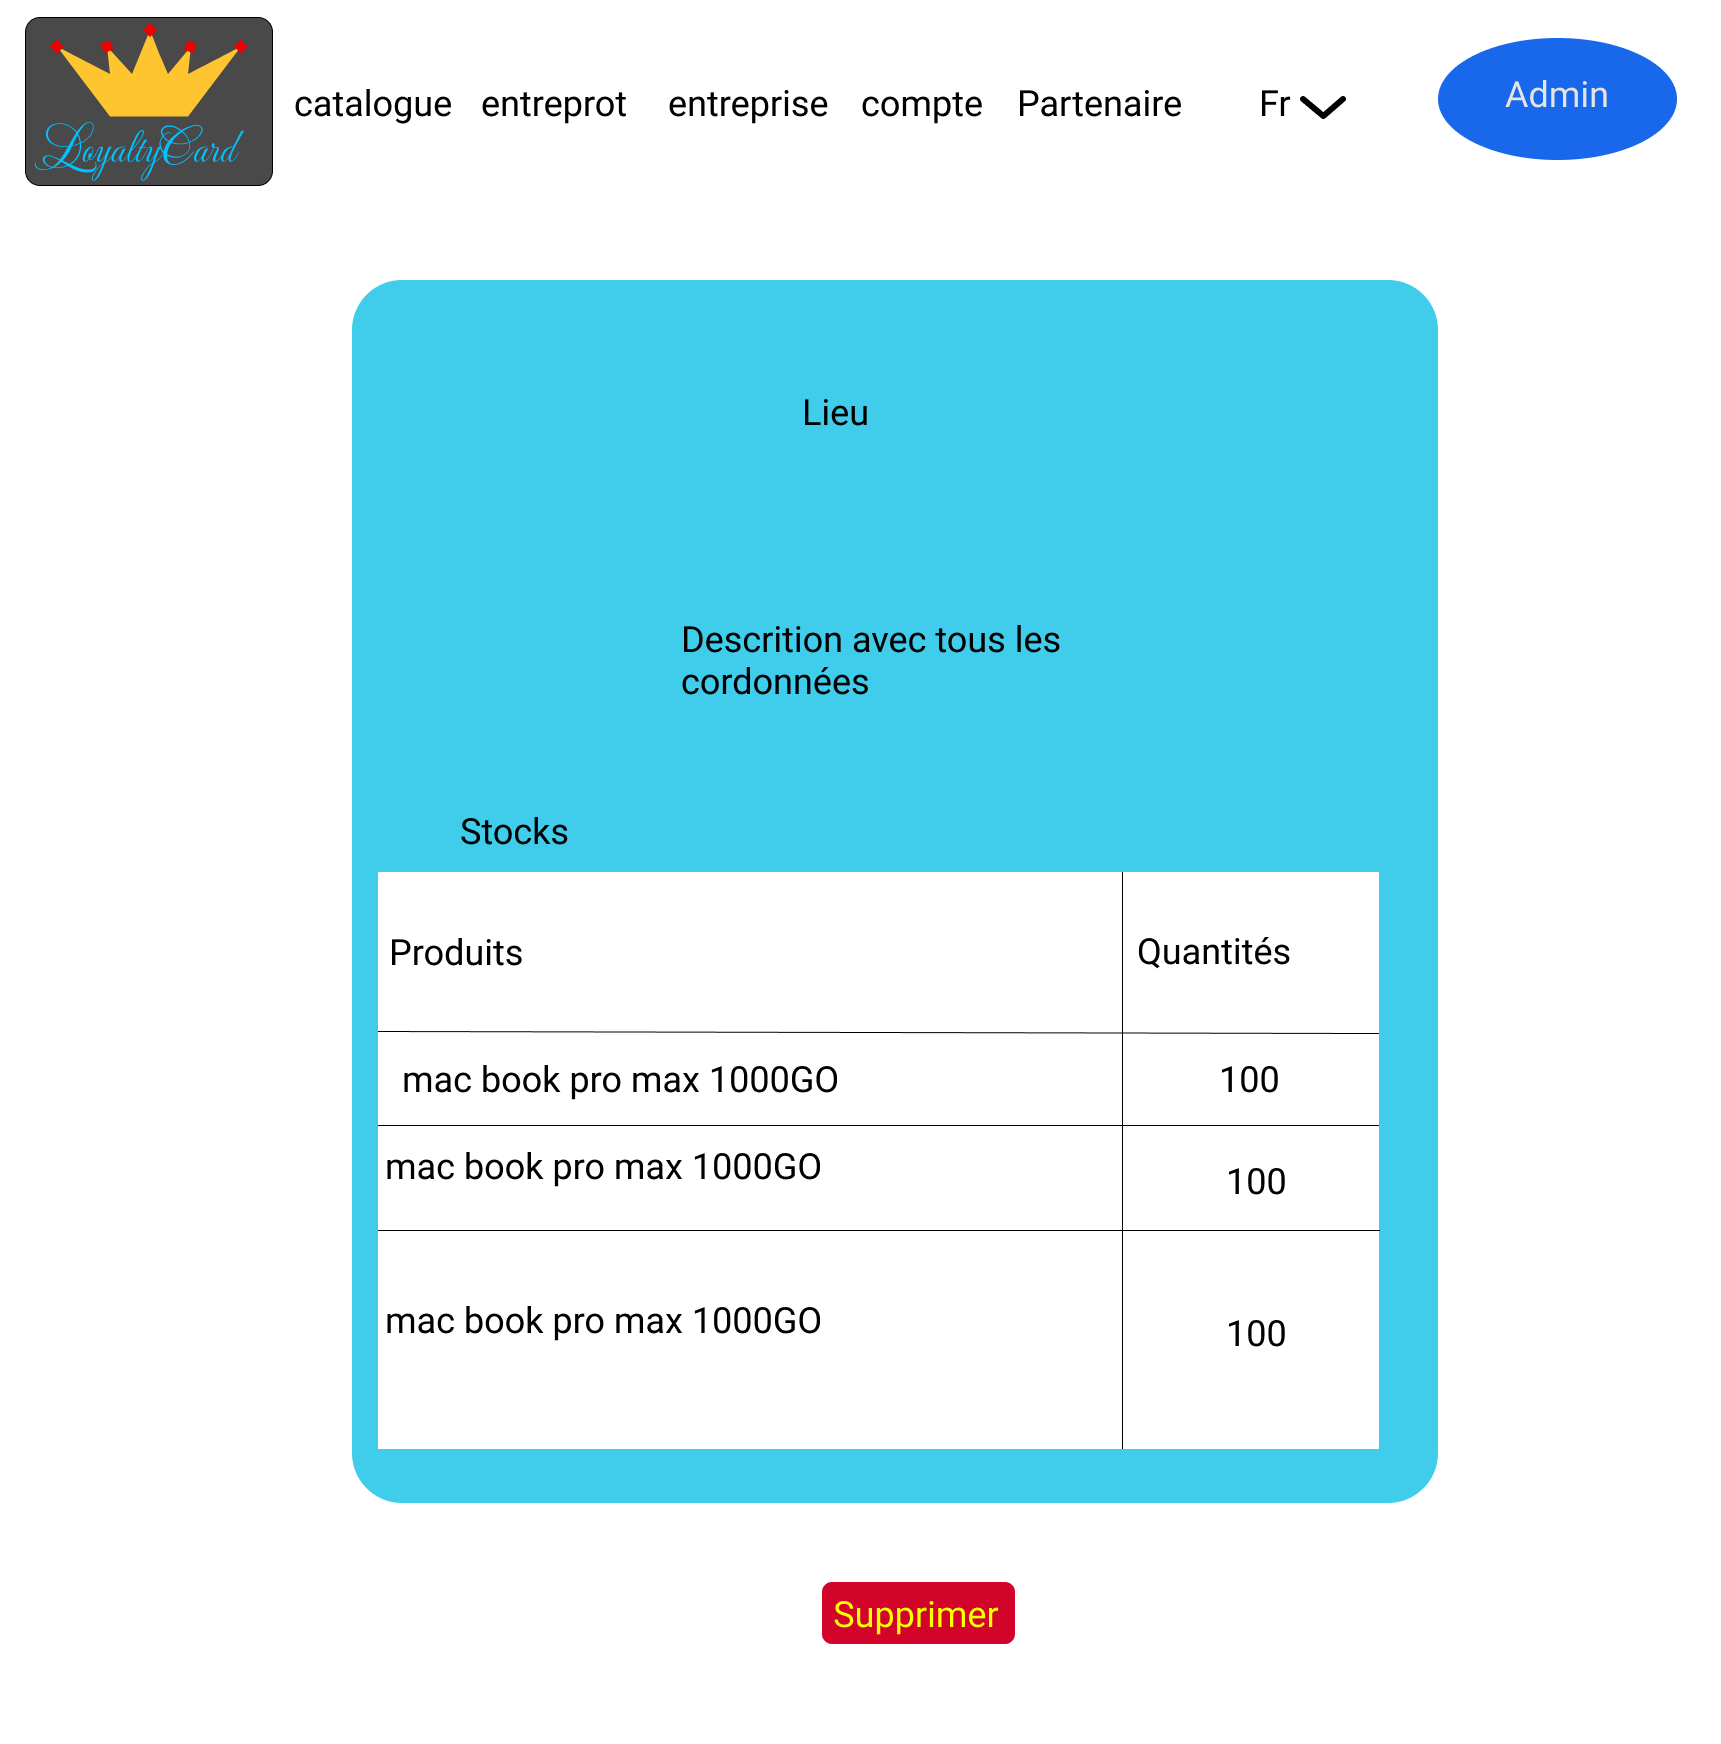 LoyaltyCard
catalogue entreprot entreprise compte Partenaire Fr Admin
Lieu
Descrition avec tous les
cordonnées
Stocks
Produits Quantités
mac book pro max 1000GO 100
mac book pro max 1000GO 100
mac book pro max 1000GO 100
Supprimer